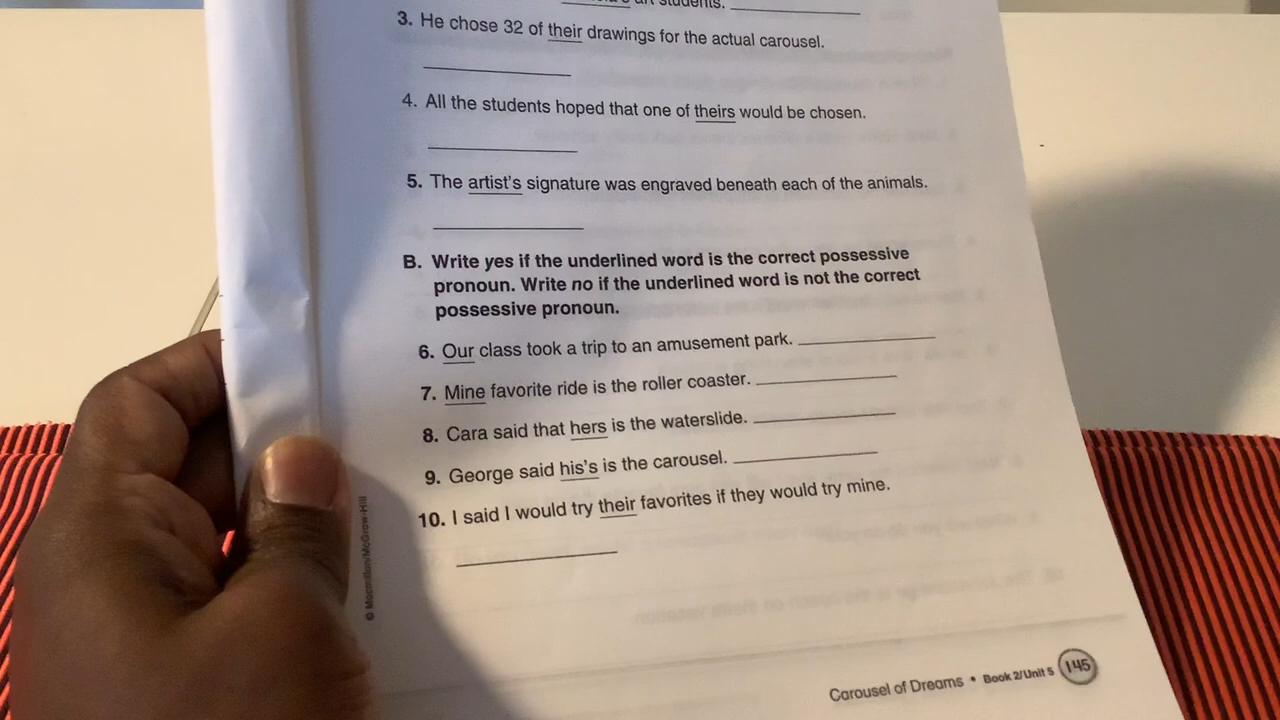 art students.
3. He chose 32 of their drawings for the actual carousel.
4. All the students hoped that one of theirs would be chosen.
5. The artist's signature was engraved beneath each of the animals.
B. Write yes if the underlined word is the correct possessive
pronoun. Write no if the underlined word is not the correct
possessive pronoun.
6. Our class took a trip to an amusement park.
7. Mine favorite ride is the roller coaster.
8. Cara said that hers is the waterslide.
9. George said his's is the carousel.
10. I said I would try their favorites if they would try mine.
© Macmillan/McGraw-Hill
Carousel of Dreams • Book 2/Unit 5 145